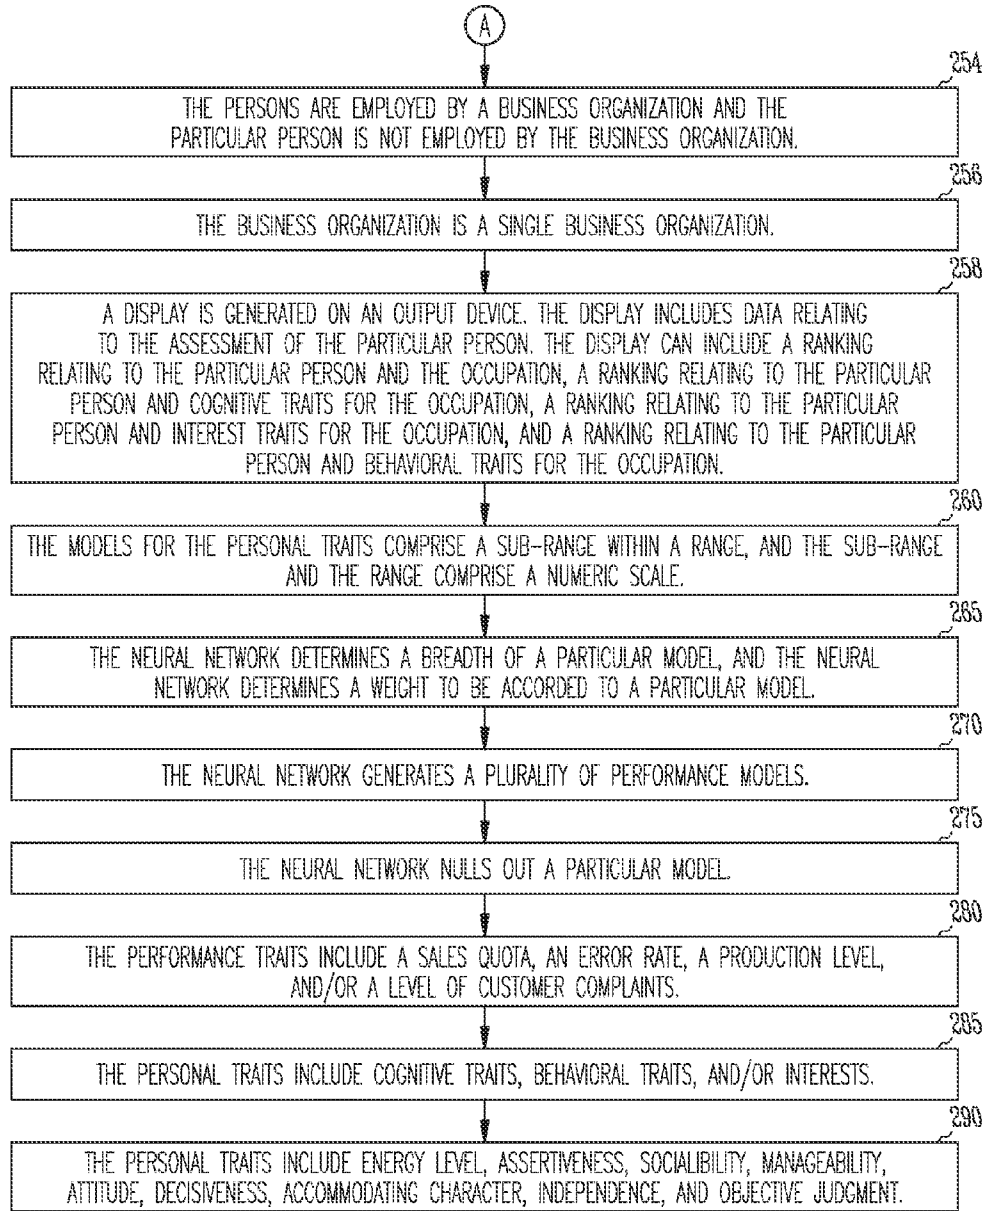 A
254
THE PERSONS ARE EMPLOYED BY A BUSINESS ORGANIZATION AND THE
PARTICULAR PERSON IS NOT EMPLOYED BY THE BUSINESS ORGANIZATION.
256
THE BUSINESS ORGANIZATION IS A SINGLE BUSINESS ORGANIZATION.
258
A DISPLAY IS GENERATED ON AN OUTPUT DEVICE. THE DISPLAY INCLUDES DATA RELATING
TO THE ASSESSMENT OF THE PARTICULAR PERSON. THE DISPLAY CAN INCLUDE A RANKING
RELATING TO THE PARTICULAR PERSON AND THE OCCUPATION, A RANKING RELATING TO THE PARTICULAR
PERSON AND COGNITIVE TRAITS FOR THE OCCUPATION, A RANKING RELATING TO THE PARTICULAR
PERSON AND INTEREST TRAITS FOR THE OCCUPATION, AND A RANKING RELATING TO THE PARTICULAR
PERSON AND BEHAVIORAL TRAITS FOR THE OCCUPATION.
260
THE MODELS FOR THE PERSONAL TRAITS COMPRISE A SUB-RANGE WITHIN A RANGE, AND THE SUB-RANGE
AND THE RANGE COMPRISE A NUMERIC SCALE.
265
THE NEURAL NETWORK DETERMINES A BREADTH OF A PARTICULAR MODEL, AND THE NEURAL
NETWORK DETERMINES A WEIGHT TO BE ACCORDED TO A PARTICULAR MODEL.
270
THE NEURAL NETWORK GENERATES A PLURALITY OF PERFORMANCE MODELS.
275
THE NEURAL NETWORK NULLS OUT A PARTICULAR MODEL.
280
THE PERFORMANCE TRAITS INCLUDE A SALES QUOTA, AN ERROR RATE, A PRODUCTION LEVEL,
AND/OR A LEVEL OF CUSTOMER COMPLAINTS.
285
THE PERSONAL TRAITS INCLUDE COGNITIVE TRAITS, BEHAVIORAL TRAITS, AND/OR INTERESTS.
290
THE PERSONAL TRAITS INCLUDE ENERGY LEVEL, ASSERTIVENESS, SOCIALIBILITY, MANAGEABILITY,
ATTITUDE, DECISIVENESS, ACCOMMODATING CHARACTER, INDEPENDENCE, AND OBJECTIVE JUDGMENT.